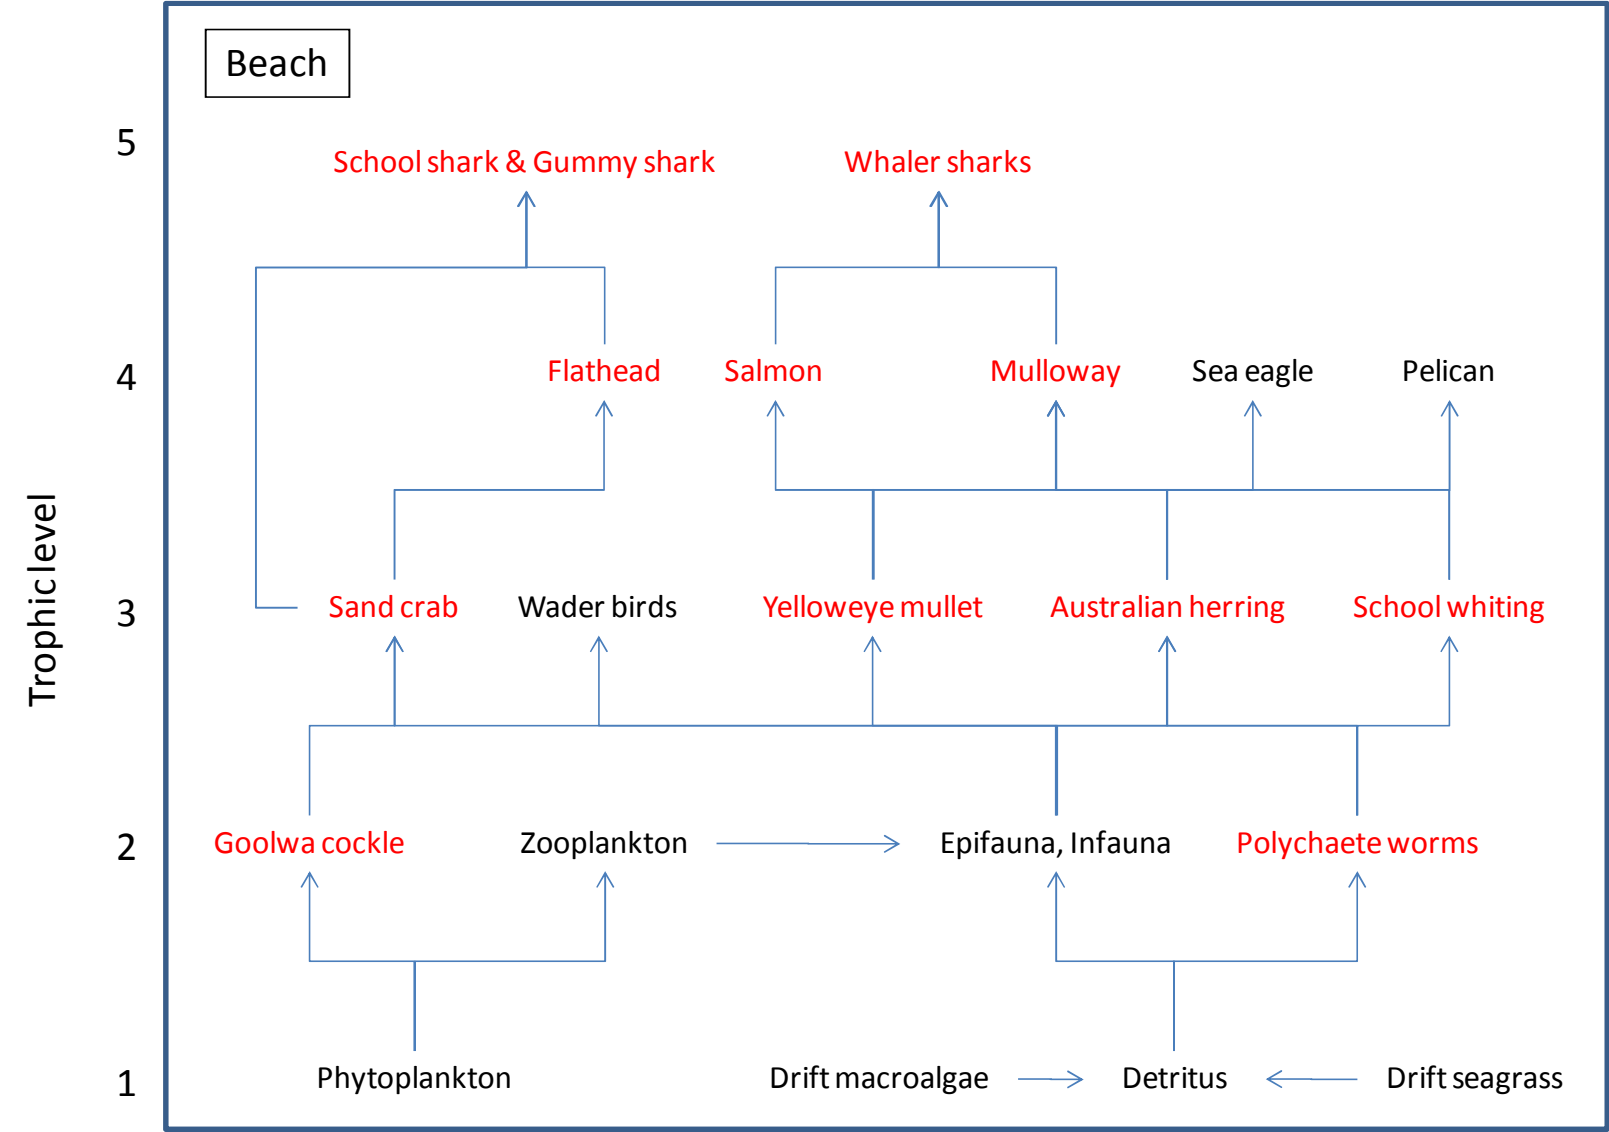 Beach
5
School shark & Gummy shark
Whaler sharks
4
Flathead
Salmon
Mulloway
Sea eagle
Pelican
Trophic level
3
Sand crab
Wader birds
Yelloweye mullet
Australian herring
School whiting
2
Goolwa cockle
Zooplankton
Epifauna, Infauna
Polychaete worms
1
Phytoplankton
Drift macroalgae
Detritus
Drift seagrass